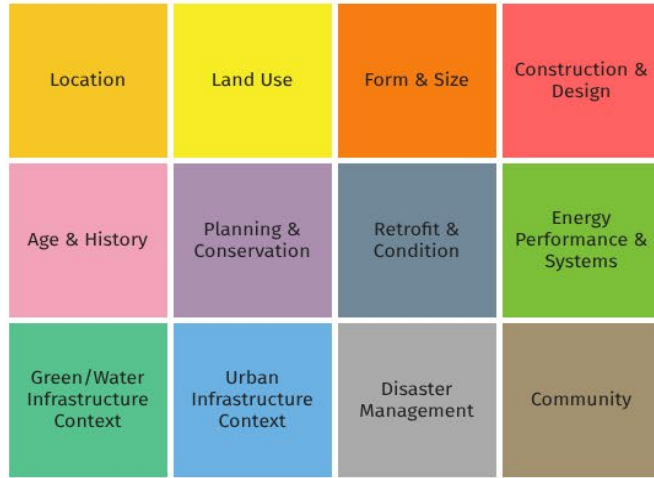 Location
Land Use
Form & Size
Construction &
Design
Age & History
Planning &
Conservation
Retrofit &
Condition
Energy
Performance &
Systems
Green/Water
Infrastructure
Context
Urban
Infrastructure
Context
Disaster
Management
Community